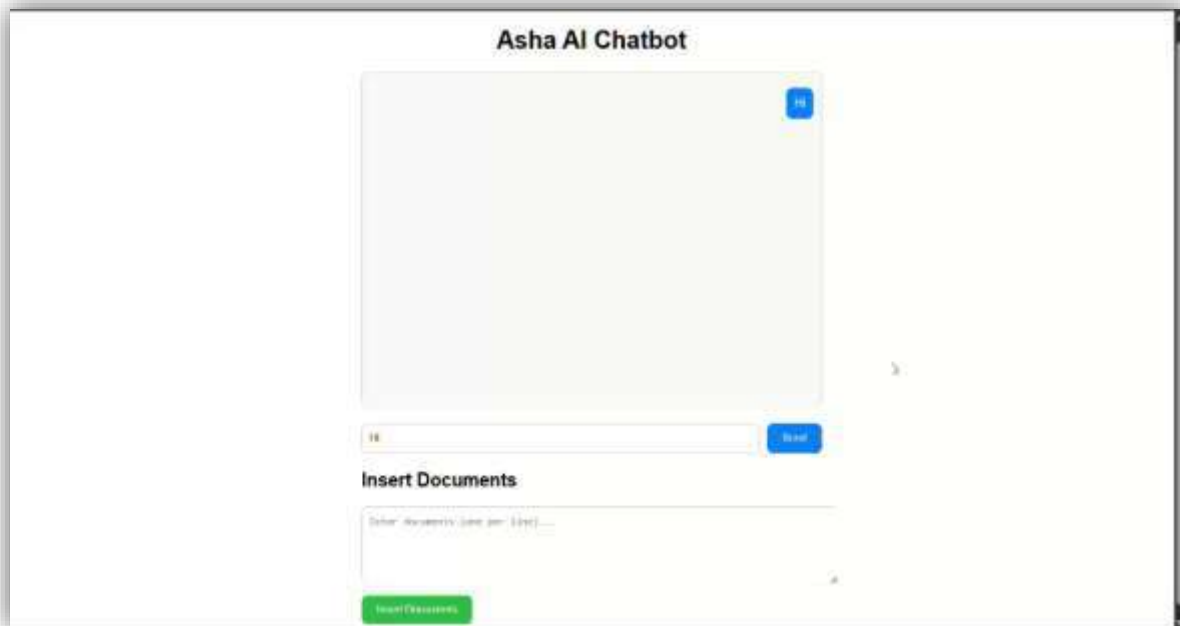 Asha AI Chatbot
Hi
Hi
Send
Insert Documents
Enter documents (one per line)...
Insert Documents